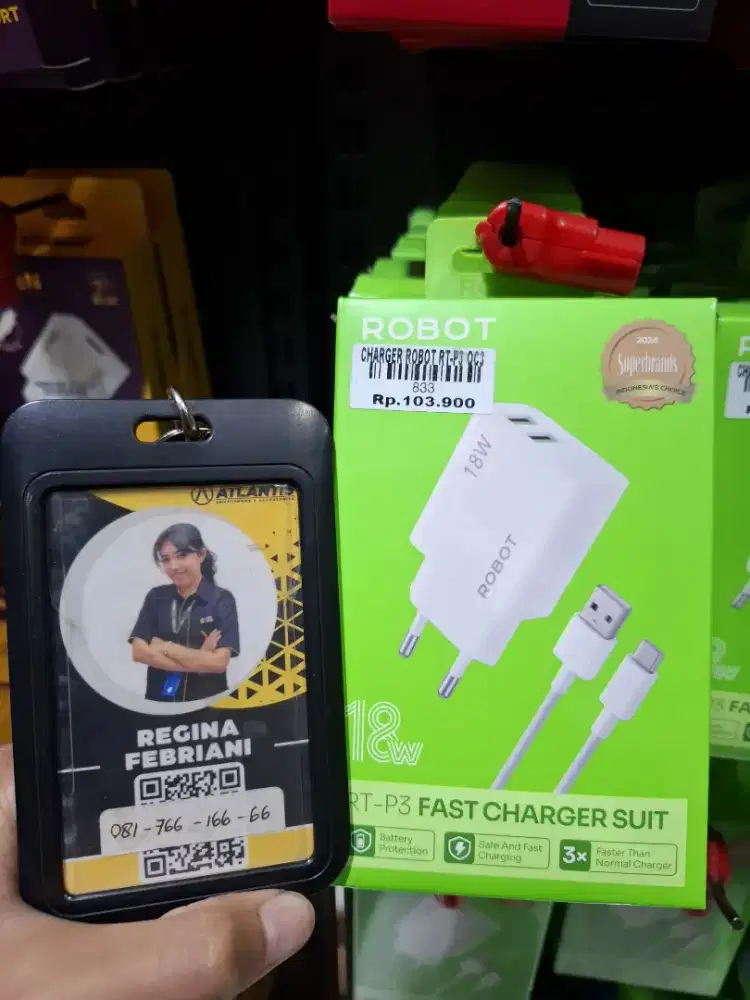 ROBOT
CHARGER ROBOT RT-P3 QC3
833
Rp.103.900
2024
Superbrands
INDONESIA'S CHOICE
18W
ROBOT
18w
RT-P3 FAST CHARGER SUIT
Battery Protection
Safe And Fast Charging
3x Faster Than Normal Charger
ATLANTIS
REGINA
FEBRIANI
081-766-166-66